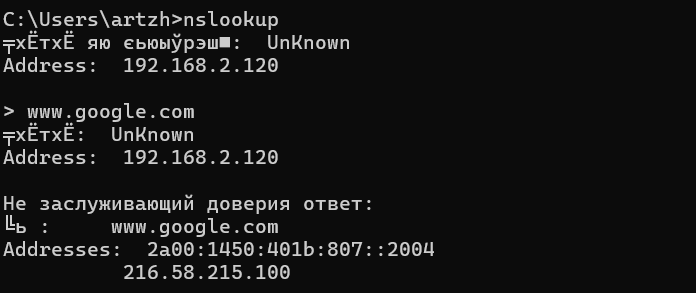 C:\Users\artzh>nslookup
╤хЁтхЁ яю єьюыўрэш■:  UnKnown
Address:  192.168.2.120
> www.google.com
╤хЁтхЁ:  UnKnown
Address:  192.168.2.120
Не заслуживающий доверия ответ:
╚ь :     www.google.com
Addresses:  2a00:1450:401b:807::2004
          216.58.215.100